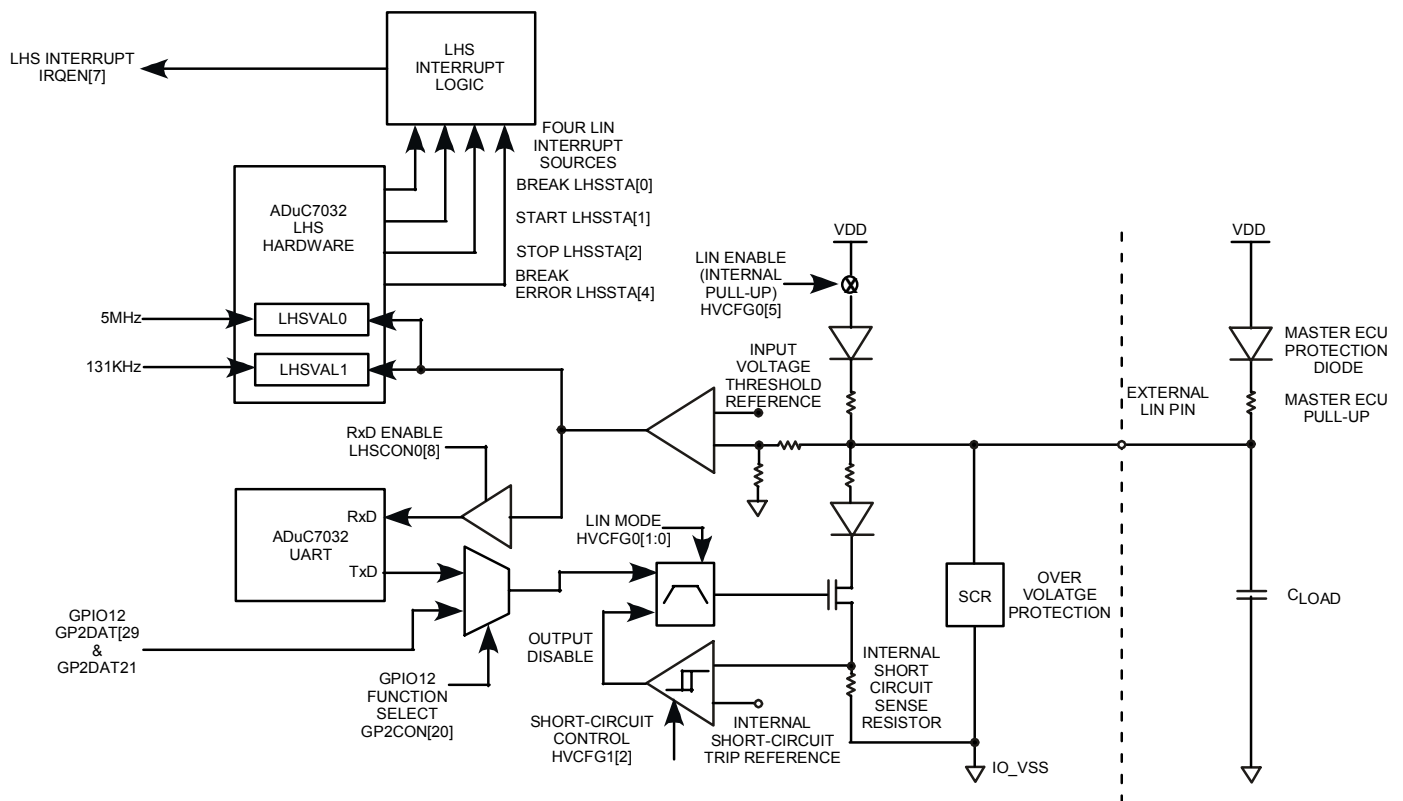 LHS
INTERRUPT
LOGIC
LHS INTERRUPT
IRQEN[7]
FOUR LIN
INTERRUPT
SOURCES
BREAK LHSSTA[0]
START LHSSTA[1]
STOP LHSSTA[2]
BREAK
ERROR LHSSTA[4]
ADuC7032
LHS
HARDWARE
5MHz
LHSVAL0
131KHz
LHSVAL1
VDD
LIN ENABLE
(INTERNAL
PULL-UP)
HVCFG0[5]
VDD
MASTER ECU
PROTECTION
DIODE
MASTER ECU
PULL-UP
INPUT
VOLTAGE
THRESHOLD
REFERENCE
EXTERNAL
LIN PIN
RxD ENABLE
LHSCON0[8]
RxD
ADuC7032
UART
TxD
LIN MODE
HVCFG0[1:0]
SCR
OVER
VOLATGE
PROTECTION
CLOAD
GPIO12
GP2DAT[29
&
GP2DAT21
OUTPUT
DISABLE
GPIO12
FUNCTION
SELECT
GP2CON[20]
SHORT-CIRCUIT
CONTROL
HVCFG1[2]
INTERNAL
SHORT-CIRCUIT
TRIP REFERENCE
INTERNAL
SHORT
CIRCUIT
SENSE
RESISTOR
IO_VSS